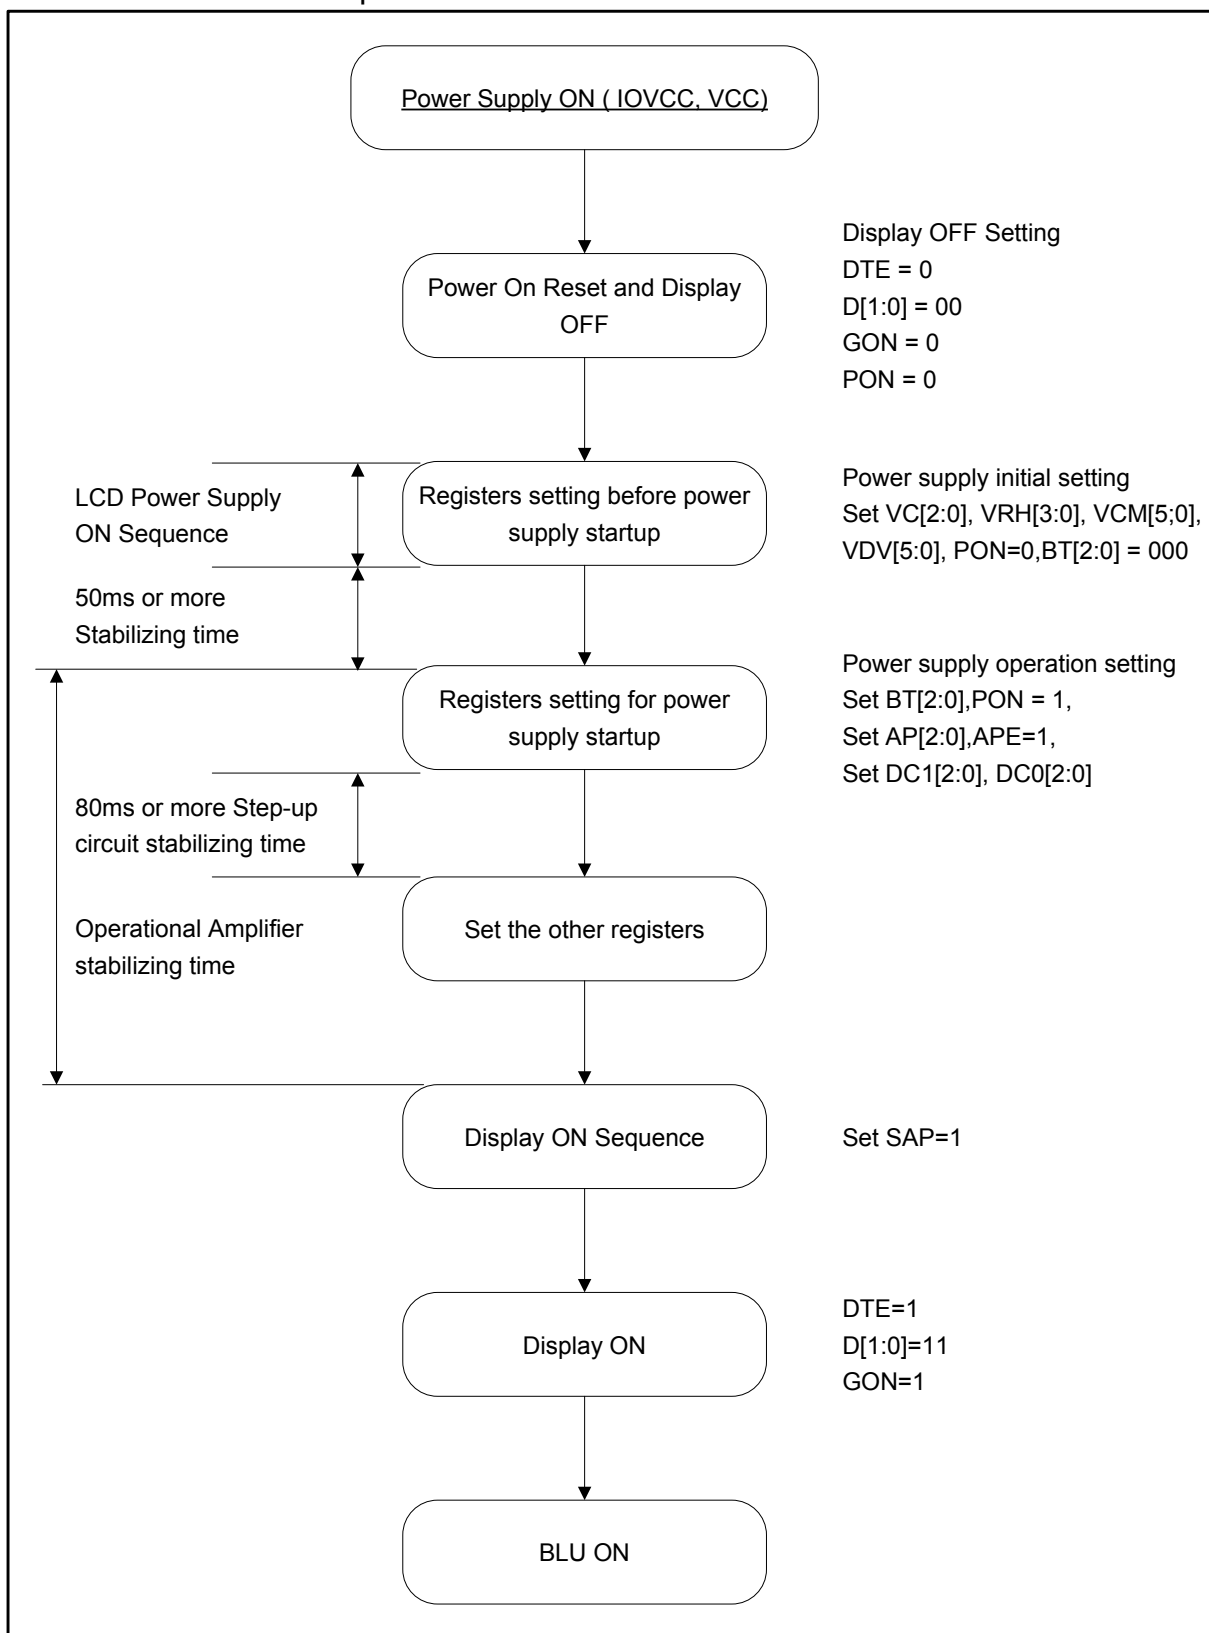 Power Supply ON ( IOVCC, VCC)
Display OFF Setting
DTE = 0
D[1:0] = 00
GON = 0
PON = 0
Power On Reset and Display
OFF
LCD Power Supply
ON Sequence
Registers setting before power
supply startup
Power supply initial setting
Set VC[2:0], VRH[3:0], VCM[5;0],
VDV[5:0], PON=0,BT[2:0] = 000
50ms or more
Stabilizing time
Registers setting for power
supply startup
Power supply operation setting
Set BT[2:0],PON = 1,
Set AP[2:0],APE=1,
Set DC1[2:0], DC0[2:0]
80ms or more Step-up
circuit stabilizing time
Operational Amplifier
stabilizing time
Set the other registers
Display ON Sequence
Set SAP=1
Display ON
DTE=1
D[1:0]=11
GON=1
BLU ON